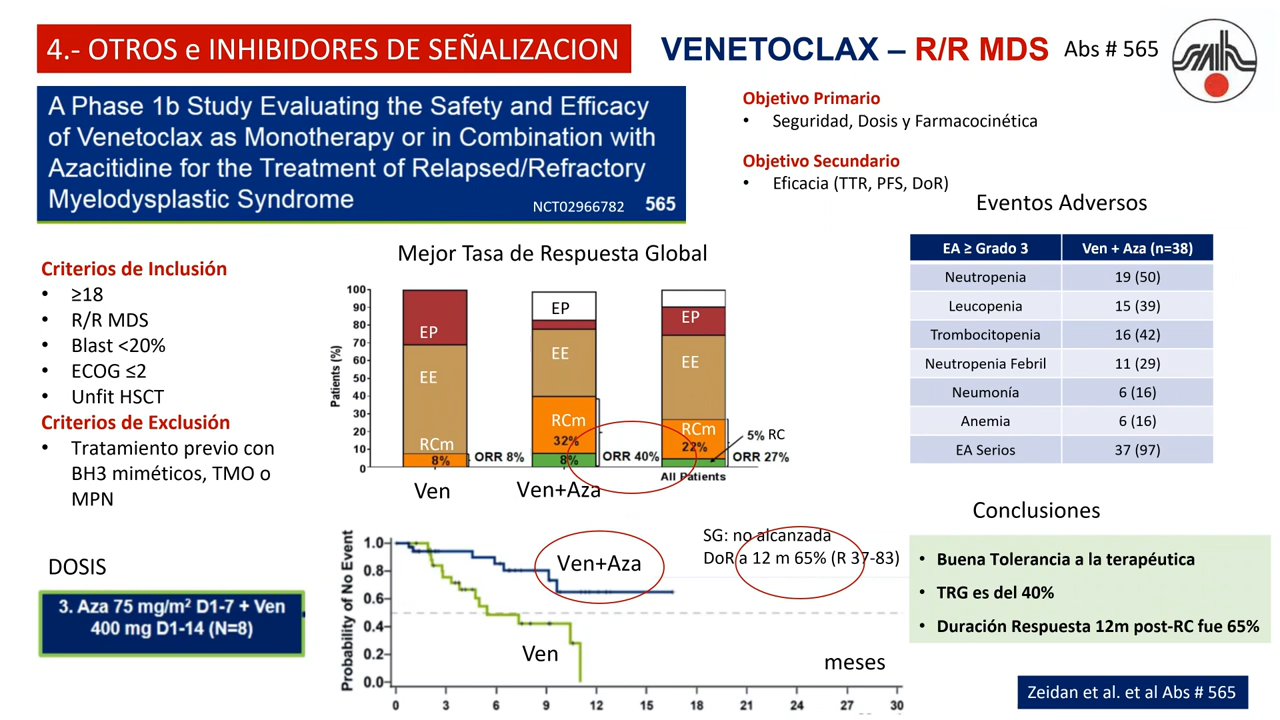 4.- OTROS e INHIBIDORES DE SEÑALIZACION
VENETOCLAX – R/R MDS
Abs # 565
A Phase 1b Study Evaluating the Safety and Efficacy
of Venetoclax as Monotherapy or in Combination with
Azacitidine for the Treatment of Relapsed/Refractory
Myelodysplastic Syndrome
NCT02966782 565
Objetivo Primario
• Seguridad, Dosis y Farmacocinética
Objetivo Secundario
• Eficacia (TTR, PFS, DoR)
Criterios de Inclusión
• ≥18
• R/R MDS
• Blast <20%
• ECOG ≤2
• Unfit HSCT
Criterios de Exclusión
• Tratamiento previo con
BH3 miméticos, TMO o
MPN
DOSIS
3. Aza 75 mg/m² D1-7 + Ven
400 mg D1-14 (N=8)
Mejor Tasa de Respuesta Global
Patients (%)
100
90
80
70
60
50
40
30
20
10
0
EP
EE
RCm
8%
ORR 8%
Ven
EP
EE
RCm
32%
8%
ORR 40%
Ven+Aza
EP
EE
RCm
22%
5% RC
ORR 27%
All Patients
Probability of No Event
1.0
0.8
0.6
0.4
0.2
0.0
0 3 6 9 12 15 18 21 24 27 30
Ven+Aza
Ven
meses
SG: no alcanzada
DoR a 12 m 65% (R 37-83)
Eventos Adversos
EA ≥ Grado 3 Ven + Aza (n=38)
Neutropenia 19 (50)
Leucopenia 15 (39)
Trombocitopenia 16 (42)
Neutropenia Febril 11 (29)
Neumonía 6 (16)
Anemia 6 (16)
EA Serios 37 (97)
Conclusiones
• Buena Tolerancia a la terapéutica
• TRG es del 40%
• Duración Respuesta 12m post-RC fue 65%
Zeidan et al. et al Abs # 565